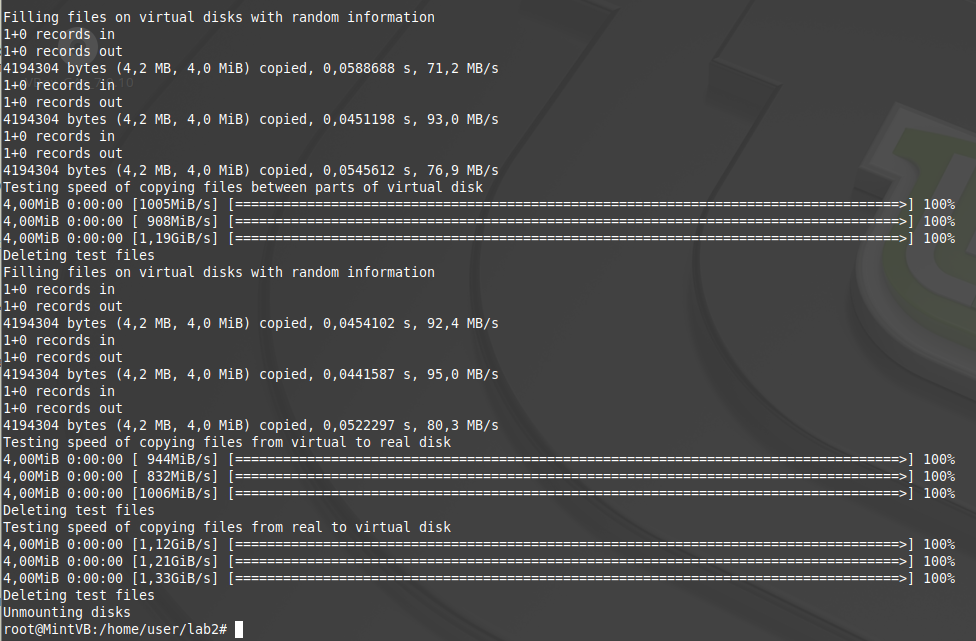 Filling files on virtual disks with random information
1+0 records in
1+0 records out
4194304 bytes (4,2 MB, 4,0 MiB) copied, 0,0588688 s, 71,2 MB/s
1+0 records in
1+0 records out
4194304 bytes (4,2 MB, 4,0 MiB) copied, 0,0451198 s, 93,0 MB/s
1+0 records in
1+0 records out
4194304 bytes (4,2 MB, 4,0 MiB) copied, 0,0545612 s, 76,9 MB/s
Testing speed of copying files between parts of virtual disk
4,00MiB 0:00:00 [1005MiB/s] [===================================================================================>] 100%
4,00MiB 0:00:00 [ 908MiB/s] [===================================================================================>] 100%
4,00MiB 0:00:00 [1,19GiB/s] [===================================================================================>] 100%
Deleting test files
Filling files on virtual disks with random information
1+0 records in
1+0 records out
4194304 bytes (4,2 MB, 4,0 MiB) copied, 0,0454102 s, 92,4 MB/s
1+0 records in
1+0 records out
4194304 bytes (4,2 MB, 4,0 MiB) copied, 0,0441587 s, 95,0 MB/s
1+0 records in
1+0 records out
4194304 bytes (4,2 MB, 4,0 MiB) copied, 0,0522297 s, 80,3 MB/s
Testing speed of copying files from virtual to real disk
4,00MiB 0:00:00 [ 944MiB/s] [===================================================================================>] 100%
4,00MiB 0:00:00 [ 832MiB/s] [===================================================================================>] 100%
4,00MiB 0:00:00 [1006MiB/s] [===================================================================================>] 100%
Deleting test files
Testing speed of copying files from real to virtual disk
4,00MiB 0:00:00 [1,12GiB/s] [===================================================================================>] 100%
4,00MiB 0:00:00 [1,21GiB/s] [===================================================================================>] 100%
4,00MiB 0:00:00 [1,33GiB/s] [===================================================================================>] 100%
Deleting test files
Unmounting disks
root@MintVB:/home/user/lab2#